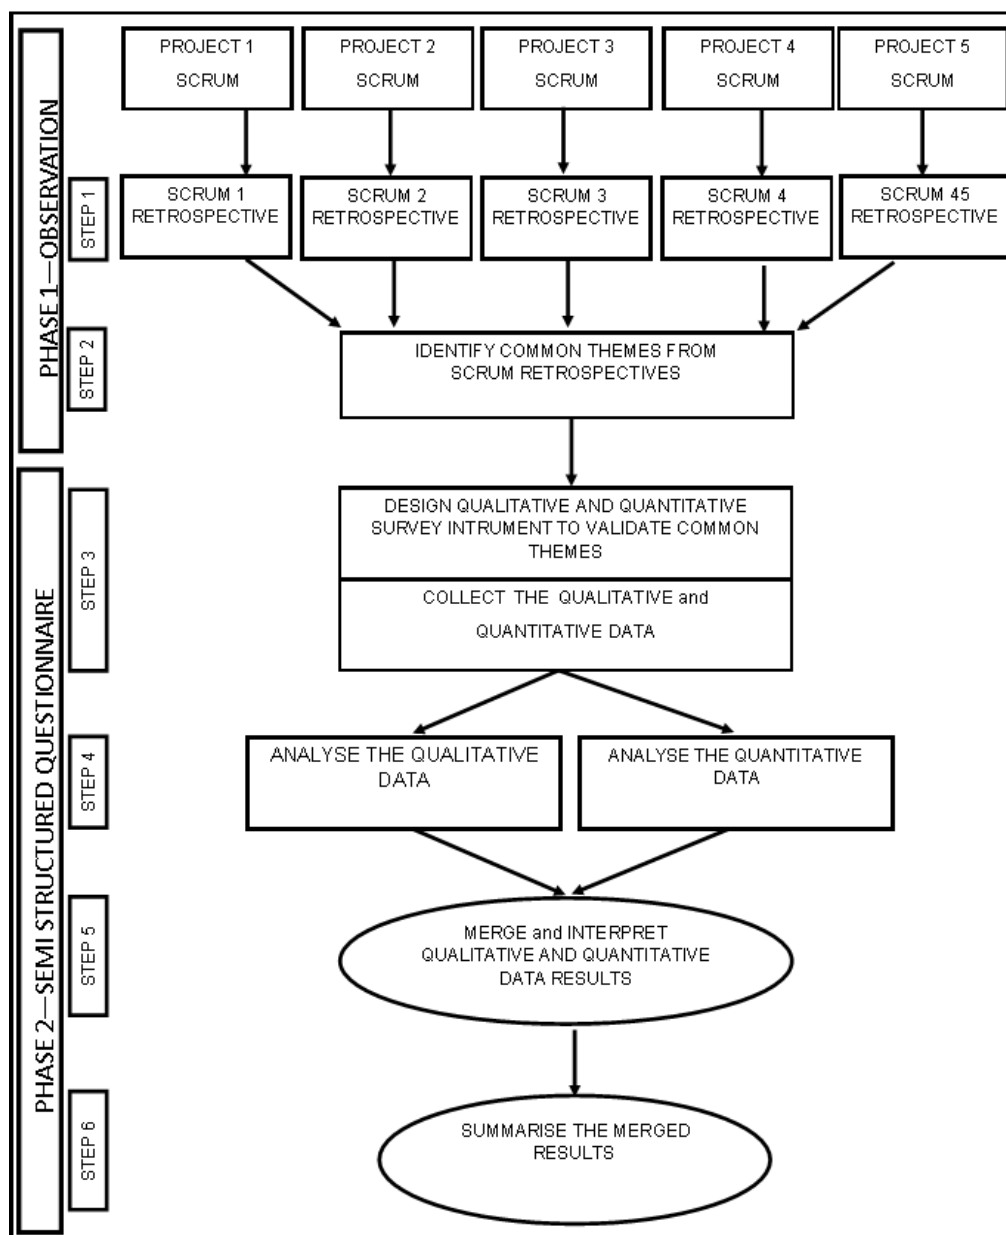 PHASE 1—OBSERVATION
PROJECT 1
SCRUM
PROJECT 2
SCRUM
PROJECT 3
SCRUM
PROJECT 4
SCRUM
PROJECT 5
SCRUM
STEP 1
SCRUM 1
RETROSPECTIVE
SCRUM 2
RETROSPECTIVE
SCRUM 3
RETROSPECTIVE
SCRUM 4
RETROSPECTIVE
SCRUM 45
RETROSPECTIVE
STEP 2
IDENTIFY COMMON THEMES FROM
SCRUM RETROSPECTIVES
PHASE 2—SEMI STRUCTURED QUESTIONNAIRE
STEP 3
DESIGN QUALITATIVE AND QUANTITATIVE
SURVEY INTRUMENT TO VALIDATE COMMON
THEMES
COLLECT THE QUALITATIVE and
QUANTITATIVE DATA
STEP 4
ANALYSE THE QUALITATIVE
DATA
ANALYSE THE QUANTITATIVE
DATA
STEP 5
MERGE and INTERPRET
QUALITATIVE AND QUANTITATIVE
DATA RESULTS
STEP 6
SUMMARISE THE MERGED
RESULTS